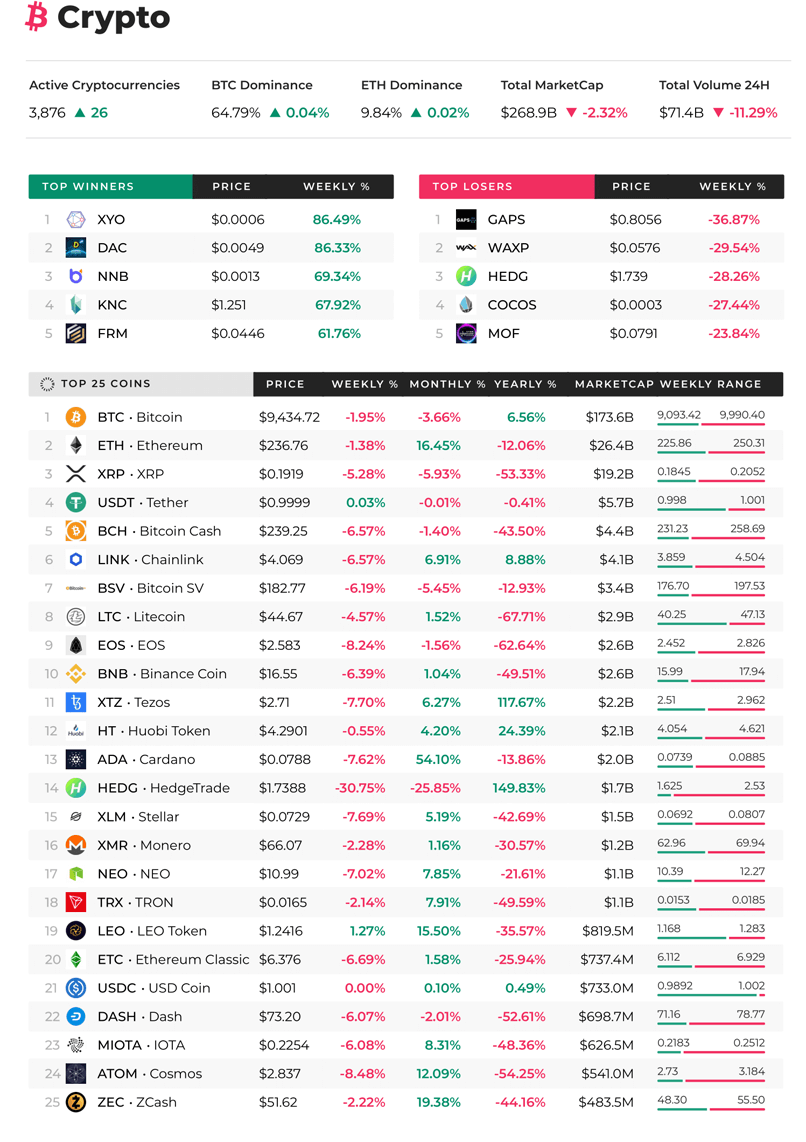 Crypto
Active Cryptocurrencies BTC Dominance ETH Dominance Total MarketCap Total Volume 24H
3,876 ▲ 26 64.79% ▲ 0.04% 9.84% ▲ 0.02% $268.9B ▼ -2.32% $71.4B ▼ -11.29%
TOP WINNERS PRICE WEEKLY %
1 XYO $0.0006 86.49%
2 DAC $0.0049 86.33%
3 NNB $0.0013 69.34%
4 KNC $1.251 67.92%
5 FRM $0.0446 61.76%
TOP LOSERS PRICE WEEKLY %
1 GAPS GAPS $0.8056 -36.87%
2 WAX WAXP $0.0576 -29.54%
3 HEDG $1.739 -28.26%
4 COCOS $0.0003 -27.44%
5 MOF $0.0791 -23.84%
TOP 25 COINS PRICE WEEKLY % MONTHLY % YEARLY % MARKETCAP WEEKLY RANGE
1 BTC · Bitcoin $9,434.72 -1.95% -3.66% 6.56% $173.6B 9,093.42 9,990.40
2 ETH · Ethereum $236.76 -1.38% 16.45% -12.06% $26.4B 225.86 250.31
3 XRP · XRP $0.1919 -5.28% -5.93% -53.33% $19.2B 0.1845 0.2052
4 USDT · Tether $0.9999 0.03% -0.01% -0.41% $5.7B 0.998 1.001
5 BCH · Bitcoin Cash $239.25 -6.57% -1.40% -43.50% $4.4B 231.23 258.69
6 LINK · Chainlink $4.069 -6.57% 6.91% 8.88% $4.1B 3.859 4.504
7 BSV · Bitcoin SV $182.77 -6.19% -5.45% -12.93% $3.4B 176.70 197.53
8 LTC · Litecoin $44.67 -4.57% 1.52% -67.71% $2.9B 40.25 47.13
9 EOS · EOS $2.583 -8.24% -1.56% -62.64% $2.6B 2.452 2.826
10 BNB · Binance Coin $16.55 -6.39% 1.04% -49.51% $2.6B 15.99 17.94
11 XTZ · Tezos $2.71 -7.70% 6.27% 117.67% $2.2B 2.51 2.962
12 Huobi HT · Huobi Token $4.2901 -0.55% 4.20% 24.39% $2.1B 4.054 4.621
13 ADA · Cardano $0.0788 -7.62% 54.10% -13.86% $2.0B 0.0739 0.0885
14 HEDG · HedgeTrade $1.7388 -30.75% -25.85% 149.83% $1.7B 1.625 2.53
15 XLM · Stellar $0.0729 -7.69% 5.19% -42.69% $1.5B 0.0692 0.0807
16 XMR · Monero $66.07 -2.28% 1.16% -30.57% $1.2B 62.96 69.94
17 NEO · NEO $10.99 -7.02% 7.85% -21.61% $1.1B 10.39 12.27
18 TRX · TRON $0.0165 -2.14% 7.91% -49.59% $1.1B 0.0153 0.0185
19 LEO · LEO Token $1.2416 1.27% 15.50% -35.57% $819.5M 1.168 1.283
20 ETC · Ethereum Classic $6.376 -6.69% 1.58% -25.94% $737.4M 6.112 6.929
21 USDC · USD Coin $1.001 0.00% 0.10% 0.49% $733.0M 0.9892 1.002
22 DASH · Dash $73.20 -6.07% -2.01% -52.61% $698.7M 71.16 78.77
23 MIOTA · IOTA $0.2254 -6.08% 8.31% -48.36% $626.5M 0.2183 0.2512
24 ATOM · Cosmos $2.837 -8.48% 12.09% -54.25% $541.0M 2.73 3.184
25 ZEC · ZCash $51.62 -2.22% 19.38% -44.16% $483.5M 48.30 55.50